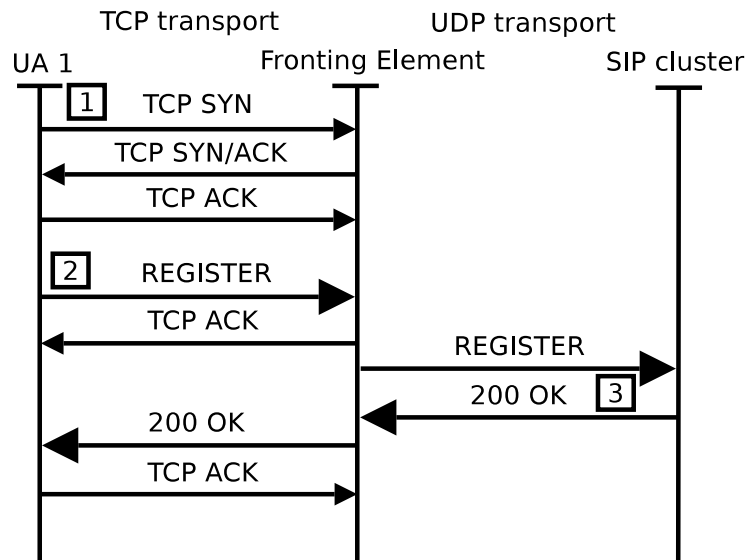 TCP transport
UDP transport
UA 1
Fronting Element
SIP cluster
1
TCP SYN
TCP SYN/ACK
TCP ACK
2
REGISTER
TCP ACK
REGISTER
200 OK
3
200 OK
TCP ACK